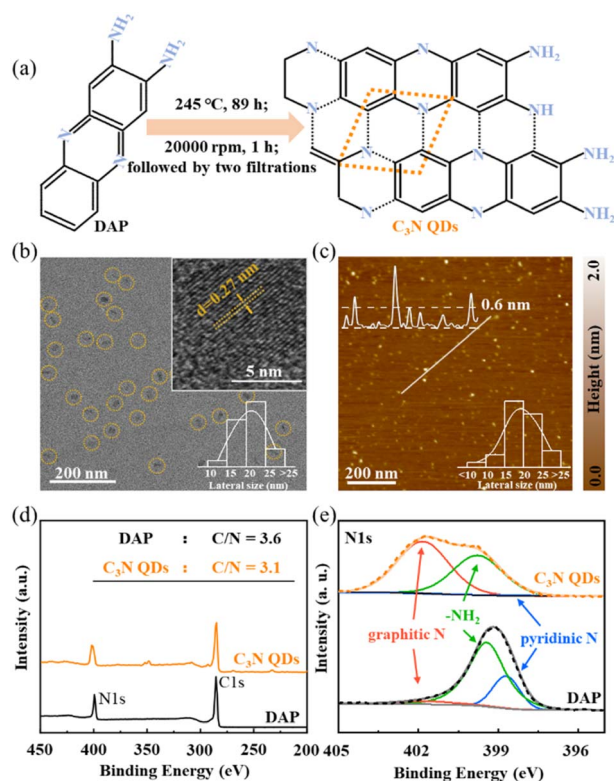 (a)
NH2
NH2
N
N
DAP
245 °C, 89 h;
20000 rpm, 1 h;
followed by two filtrations
N
N
NH2
N
N
NH
N
N
NH2
N
N
NH2
C3N QDs
(b)
d=0.27 nm
5 nm
200 nm
10 15 20 25 >25
Lateral size (nm)
(c)
0.6 nm
200 nm
<10 10 15 20 25 >25
Lateral size (nm)
2.0
Height (nm)
0.0
(d)
DAP : C/N = 3.6
C3N QDs : C/N = 3.1
C3N QDs
N1s
C1s
DAP
Intensity (a.u.)
450 400 350 300 250 200
Binding Energy (eV)
(e)
N1s
C3N QDs
-NH2
graphitic N
pyridinic N
DAP
Intensity (a. u.)
405 402 399 396
Binding Energy (eV)